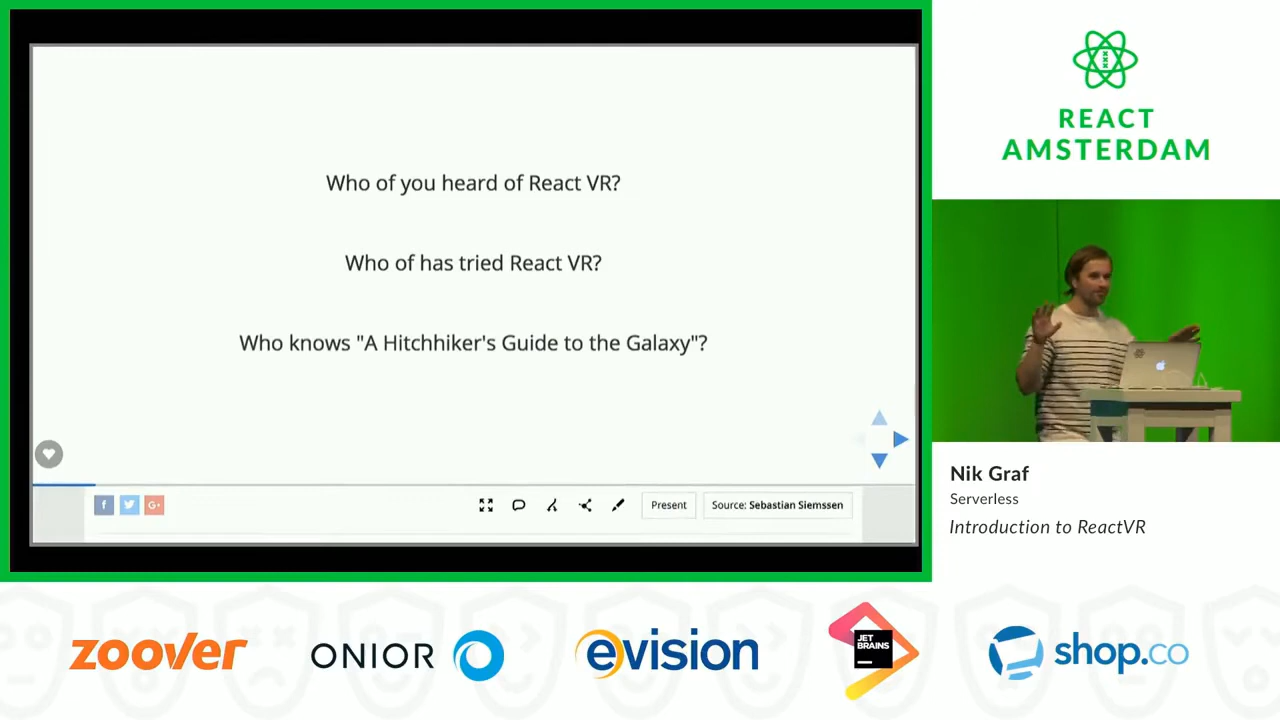 Who of you heard of React VR?
Who of has tried React VR?
Who knows "A Hitchhiker's Guide to the Galaxy"?
f
G+
Present
Source: Sebastian Siemssen
REACT
AMSTERDAM
Nik Graf
Serverless
Introduction to ReactVR
zoover
ONIOR
evision
JET
BRAINS
shop.co